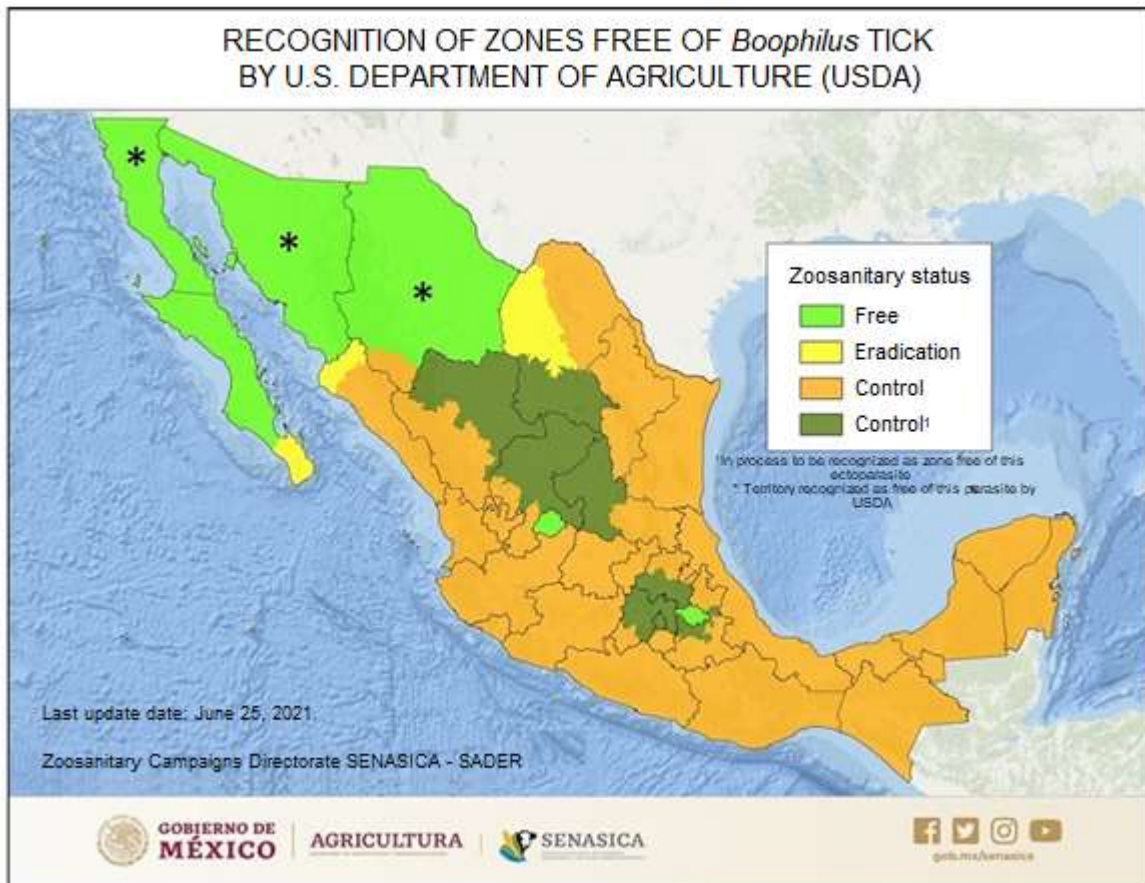 RECOGNITION OF ZONES FREE OF Boophilus TICK
BY U.S. DEPARTMENT OF AGRICULTURE (USDA)
*
*
*
Zoosanitary status
Free
Eradication
Control
Control¹
¹In process to be recognized as zone free of this
ectoparasite
* Territory recognized as free of this parasite by
USDA
Last update date: June 25, 2021.
Zoosanitary Campaigns Directorate SENASICA - SADER
GOBIERNO DE
MÉXICO
AGRICULTURA
SENASICA
gob.mx/senasica